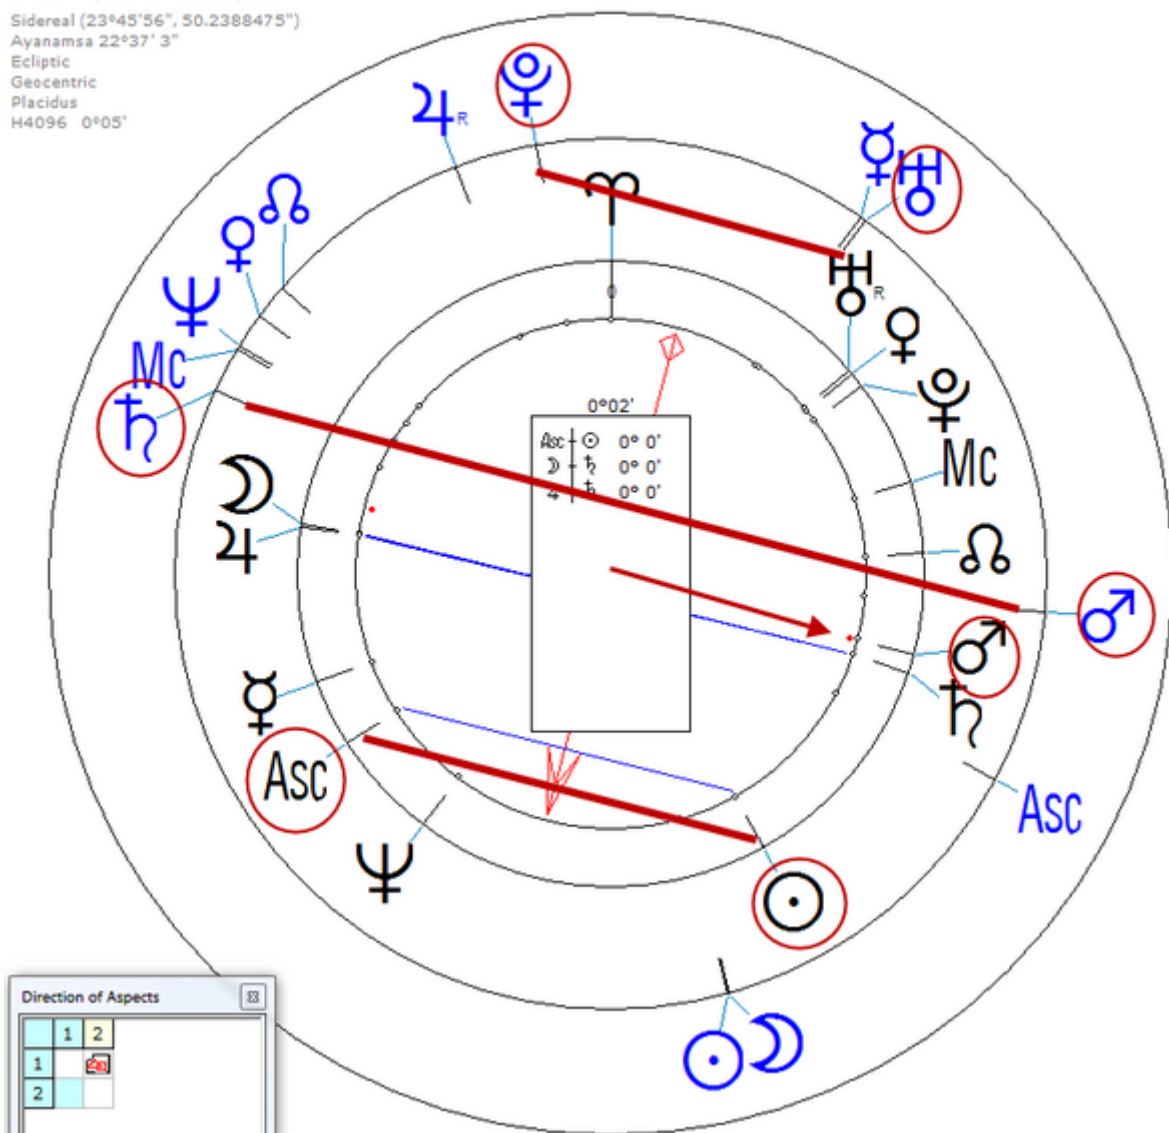 Sidereal (23°45'56", 50.2388475")
Ayanamsa 22°37' 3"
Ecliptic
Geocentric
Placidus
H4096 0°05'
♃R
♇
☿
♅
☊
♀
♆
Mc
♄
♈
0
♅R
♀
♇
Mc
☊
0°02'
Asc ☉ 0° 0'
☽ ♄ 0° 0'
♃ ♄ 0° 0'
☽
♃
♂
♂
♄
☿
Asc
Asc
♆
☉
☉☽
Direction of Aspects
1 2
1
2